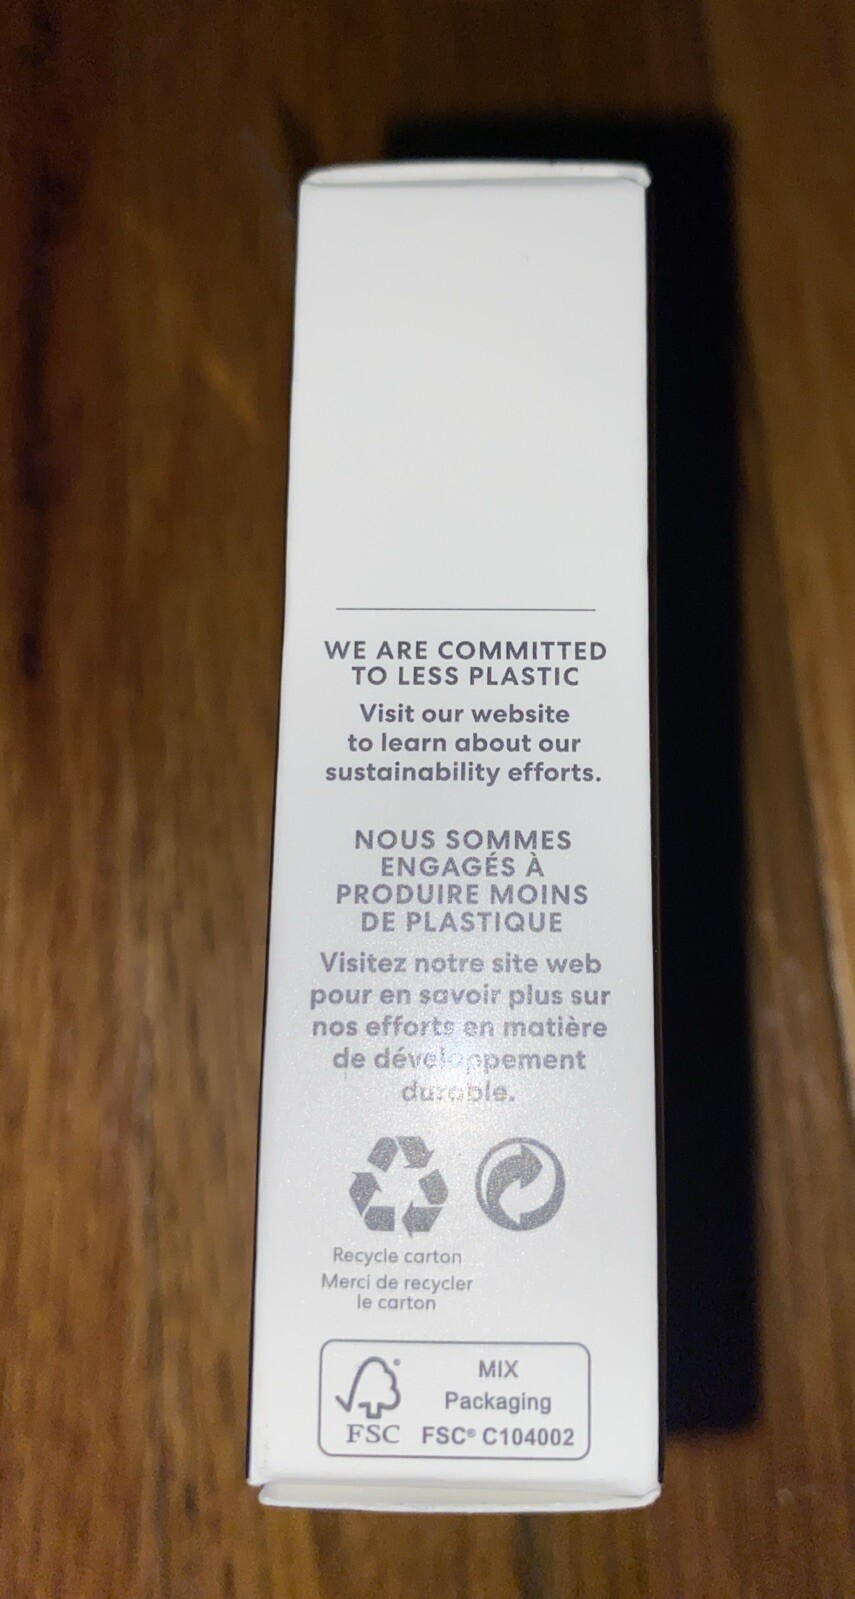 WE ARE COMMITTED
TO LESS PLASTIC
Visit our website
to learn about our
sustainability efforts.
NOUS SOMMES
ENGAGÉS À
PRODUIRE MOINS
DE PLASTIQUE
Visitez notre site web
pour en savoir plus sur
nos efforts en matière
de développement
durable.
Recycle carton
Merci de recycler
le carton
MIX
Packaging
FSC
FSC® C104002